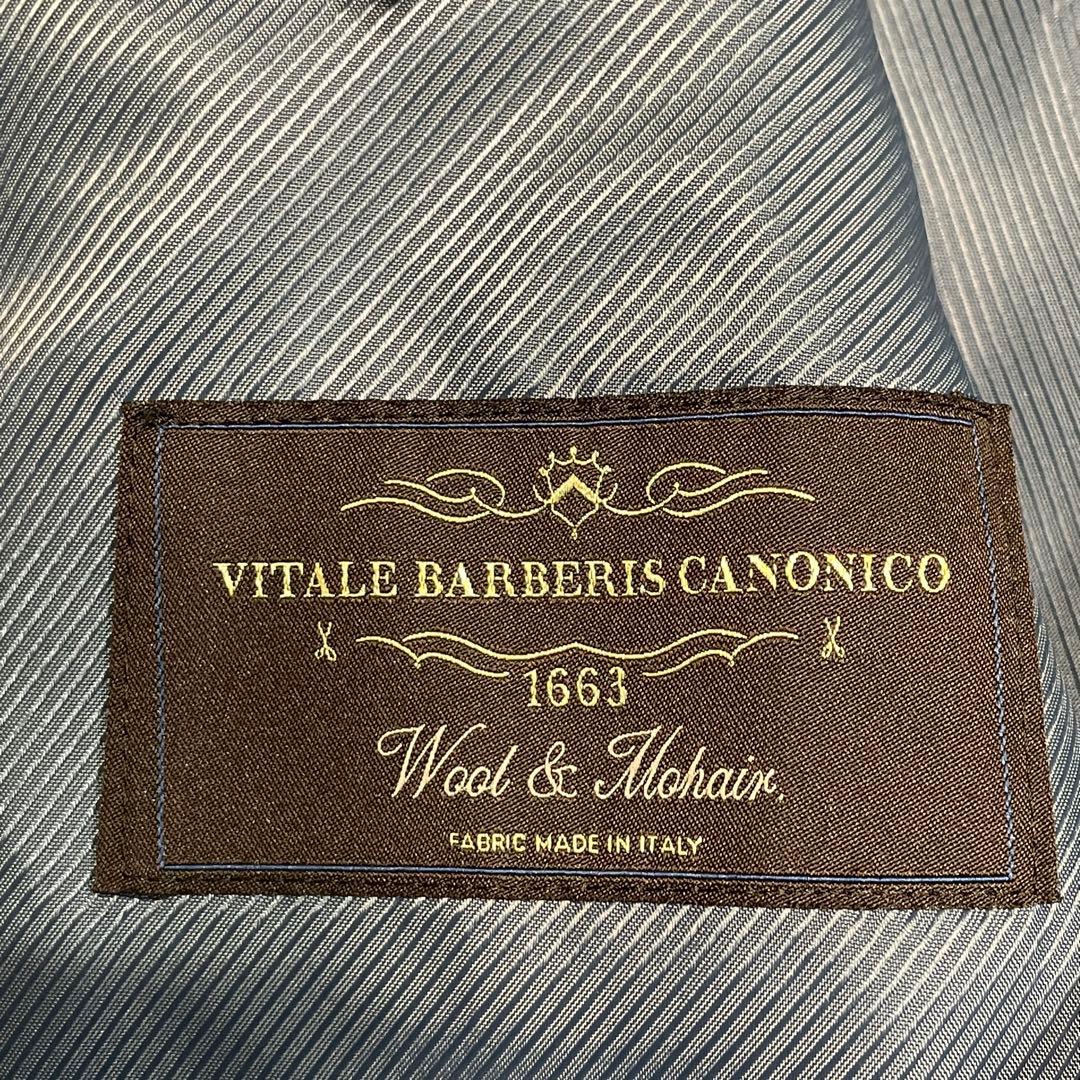 VITALE BARBERIS CANONICO
1663
Wool & Mohair.
FABRIC MADE IN ITALY